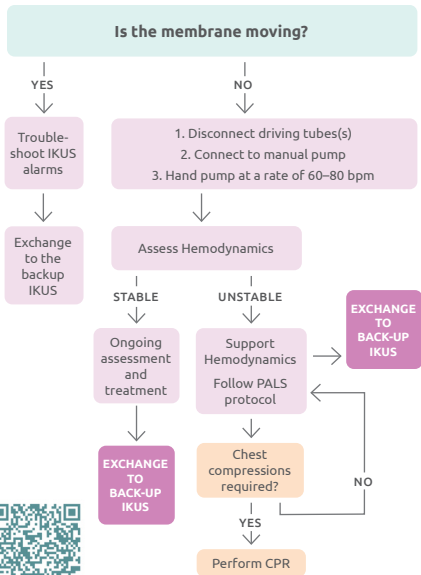 Is the membrane moving?
YES
NO
Trouble-
shoot IKUS
alarms
1. Disconnect driving tubes(s)
2. Connect to manual pump
3. Hand pump at a rate of 60–80 bpm
Exchange
to the
backup
IKUS
Assess Hemodynamics
STABLE
UNSTABLE
Ongoing
assessment
and
treatment
Support
Hemodynamics
Follow PALS
protocol
EXCHANGE
TO
BACK-UP
IKUS
EXCHANGE
TO
BACK-UP
IKUS
Chest
compressions
required?
NO
YES
Perform CPR